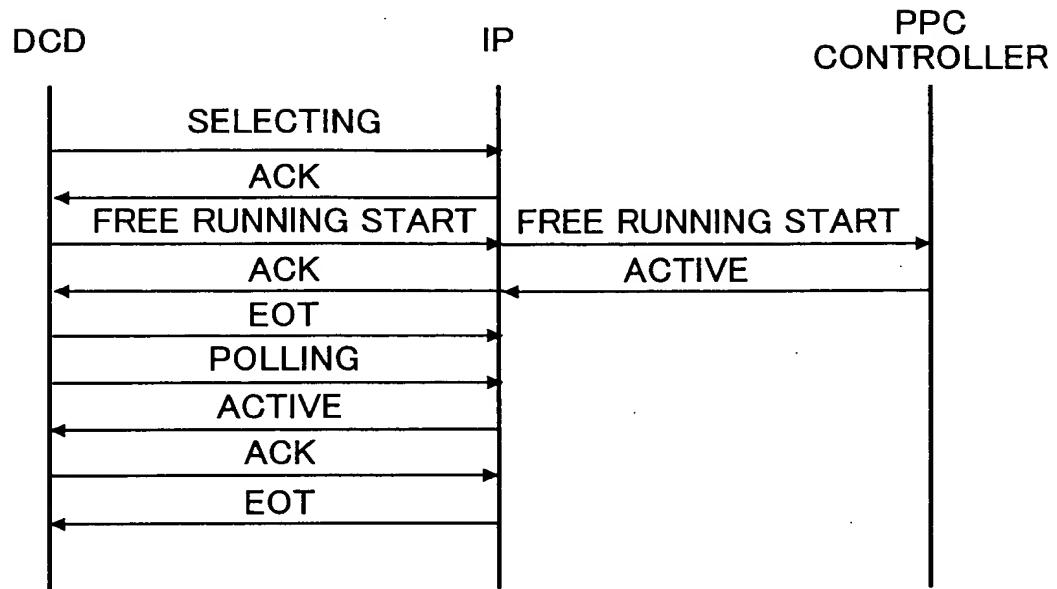 DCD
IP
PPC
CONTROLLER
SELECTING
ACK
FREE RUNNING START
FREE RUNNING START
ACK
ACTIVE
EOT
POLLING
ACTIVE
ACK
EOT